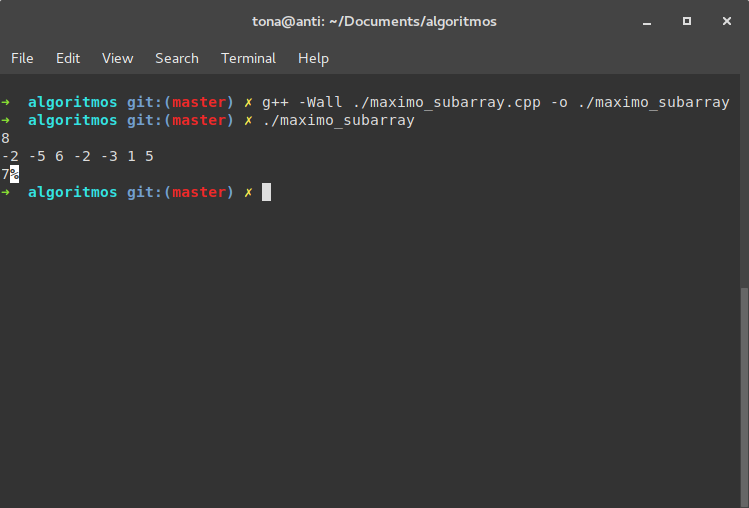 tona@anti: ~/Documents/algoritmos
File Edit View Search Terminal Help
➜ algoritmos git:(master) ✗ g++ -Wall ./maximo_subarray.cpp -o ./maximo_subarray
➜ algoritmos git:(master) ✗ ./maximo_subarray
8
-2 -5 6 -2 -3 1 5
7%
➜ algoritmos git:(master) ✗